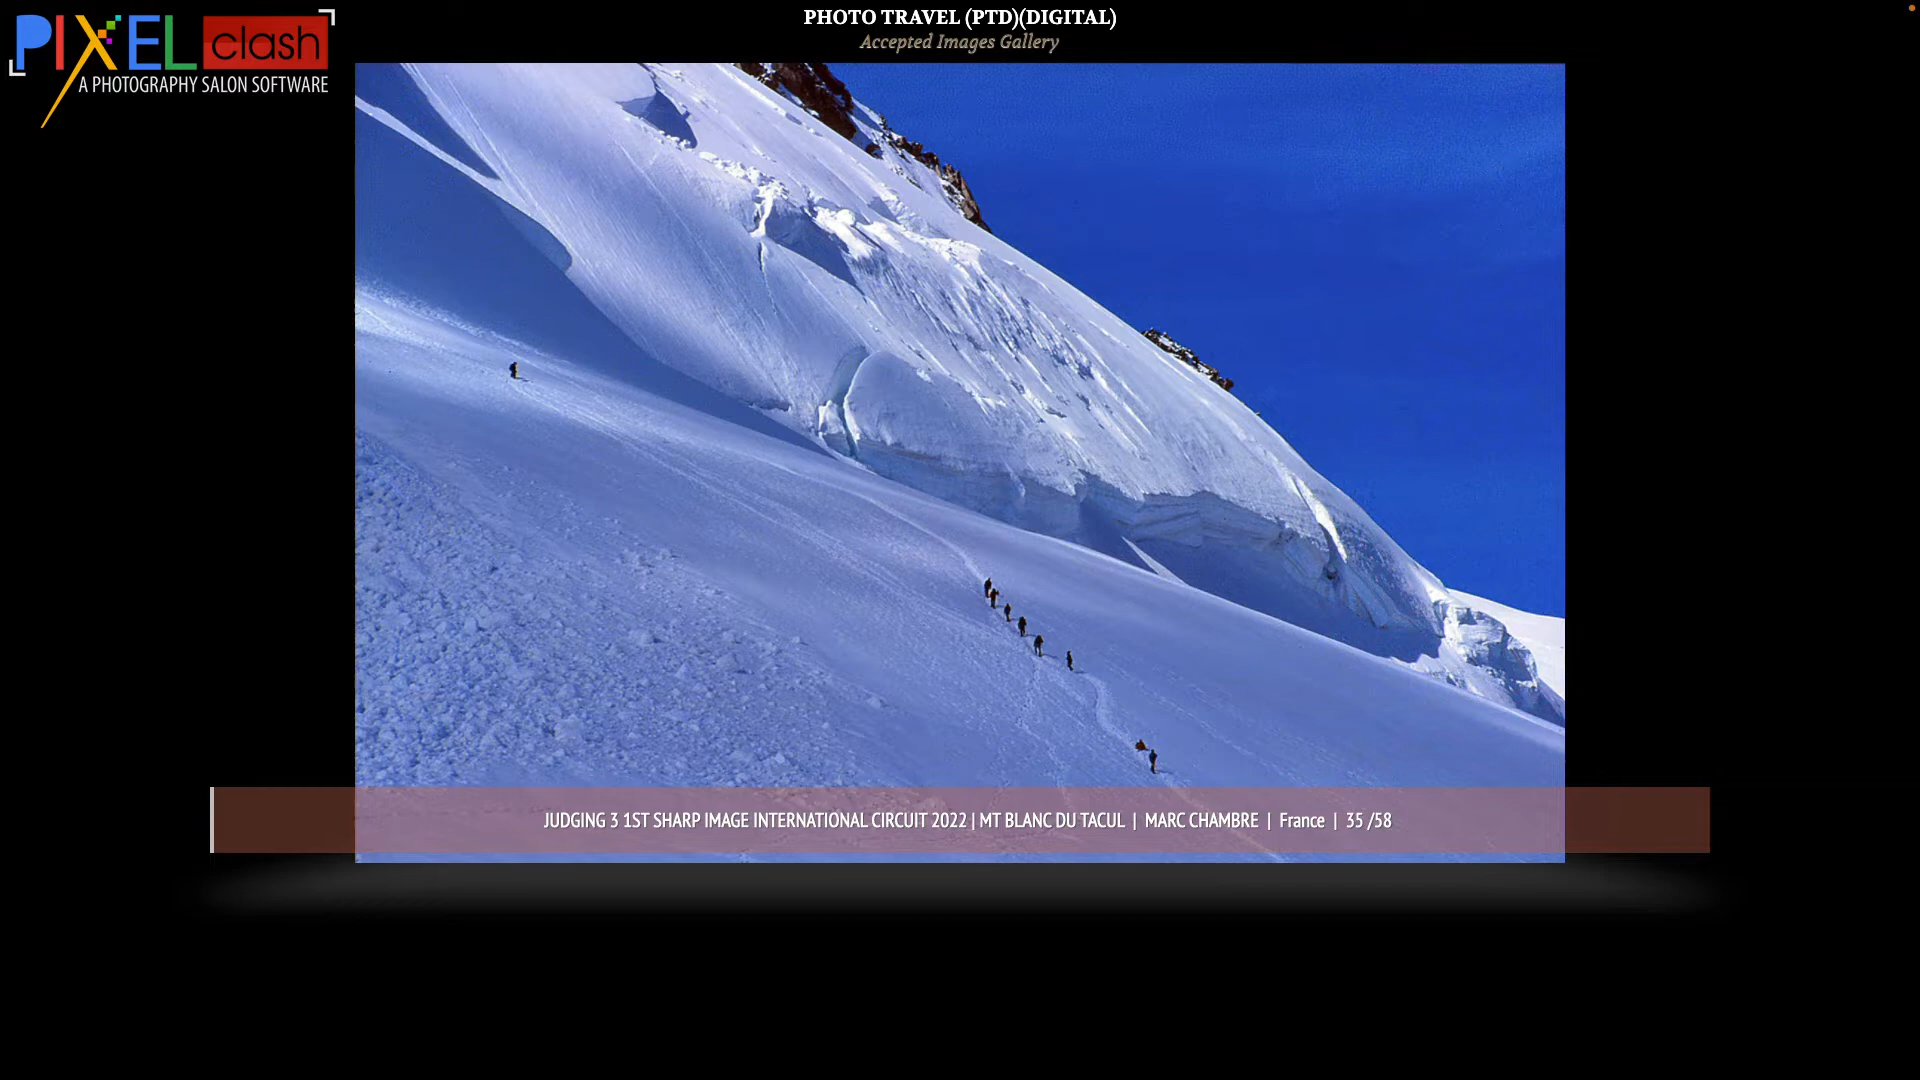 PIXEL clash
A PHOTOGRAPHY SALON SOFTWARE
PHOTO TRAVEL (PTD)(DIGITAL)
Accepted Images Gallery
JUDGING 3 1ST SHARP IMAGE INTERNATIONAL CIRCUIT 2022 | MT BLANC DU TACUL | MARC CHAMBRE | France | 35 /58